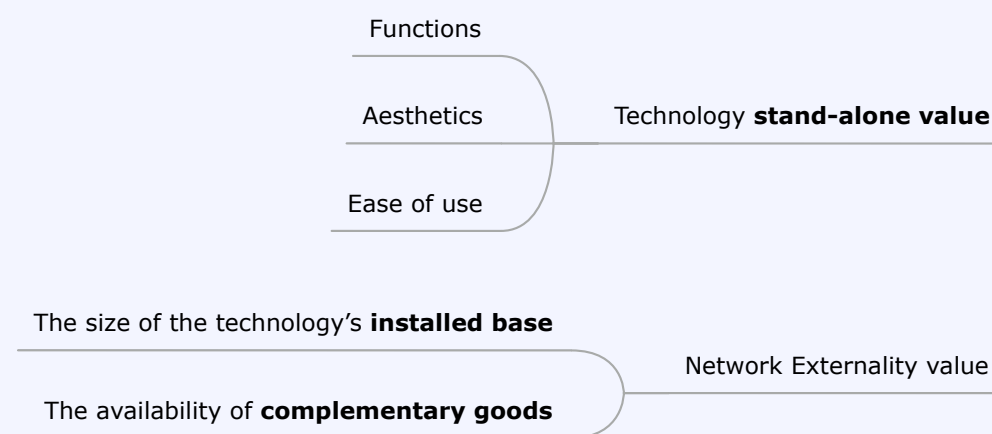 Functions
Aesthetics
Technology stand-alone value
Ease of use
The size of the technology’s installed base
Network Externality value
The availability of complementary goods